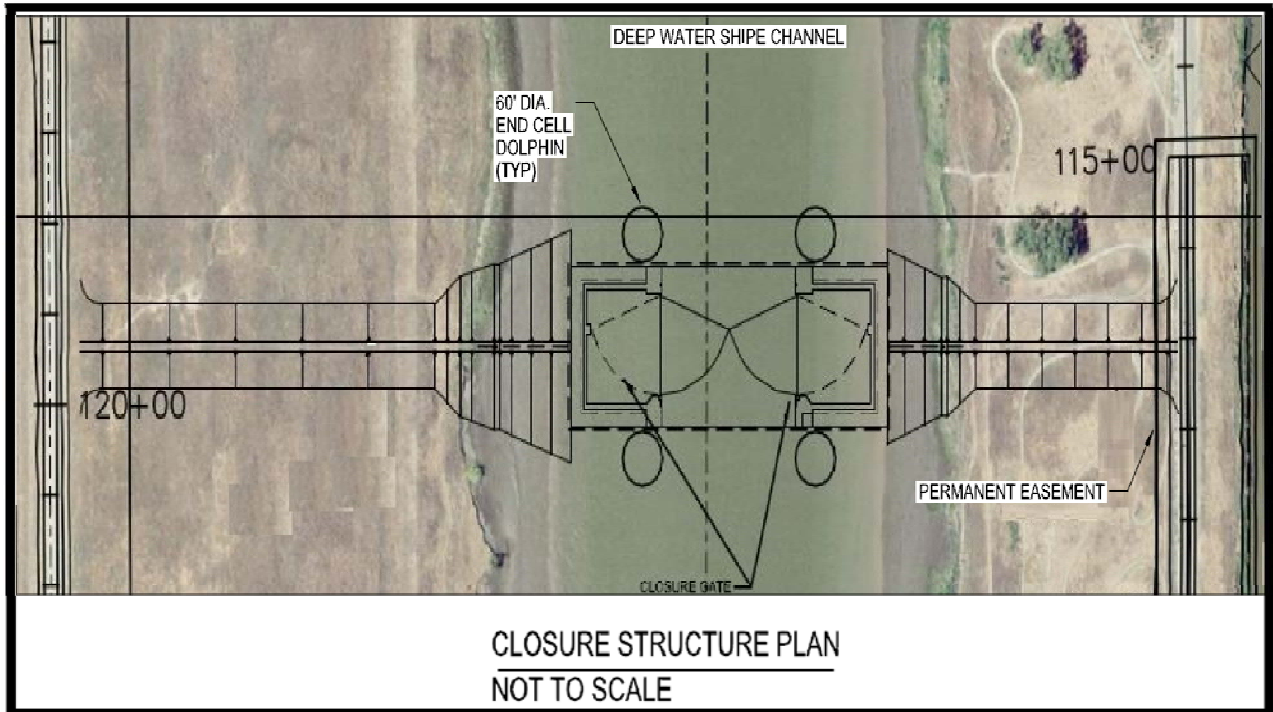 DEEP WATER SHIPE CHANNEL
60' DIA.
END CELL
DOLPHIN
(TYP)
115+00
120+00
PERMANENT EASEMENT
CLOSURE GATE
CLOSURE STRUCTURE PLAN
NOT TO SCALE